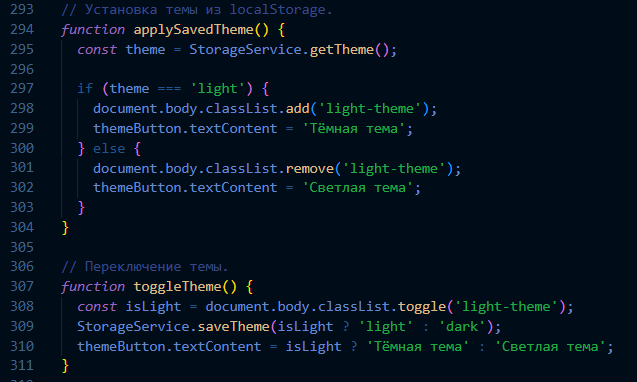 293 // Установка темы из localStorage.
294 function applySavedTheme() {
295   const theme = StorageService.getTheme();
296
297   if (theme === 'light') {
298     document.body.classList.add('light-theme');
299     themeButton.textContent = 'Тёмная тема';
300   } else {
301     document.body.classList.remove('light-theme');
302     themeButton.textContent = 'Светлая тема';
303   }
304 }
305
306 // Переключение темы.
307 function toggleTheme() {
308   const isLight = document.body.classList.toggle('light-theme');
309   StorageService.saveTheme(isLight ? 'light' : 'dark');
310   themeButton.textContent = isLight ? 'Тёмная тема' : 'Светлая тема';
311 }